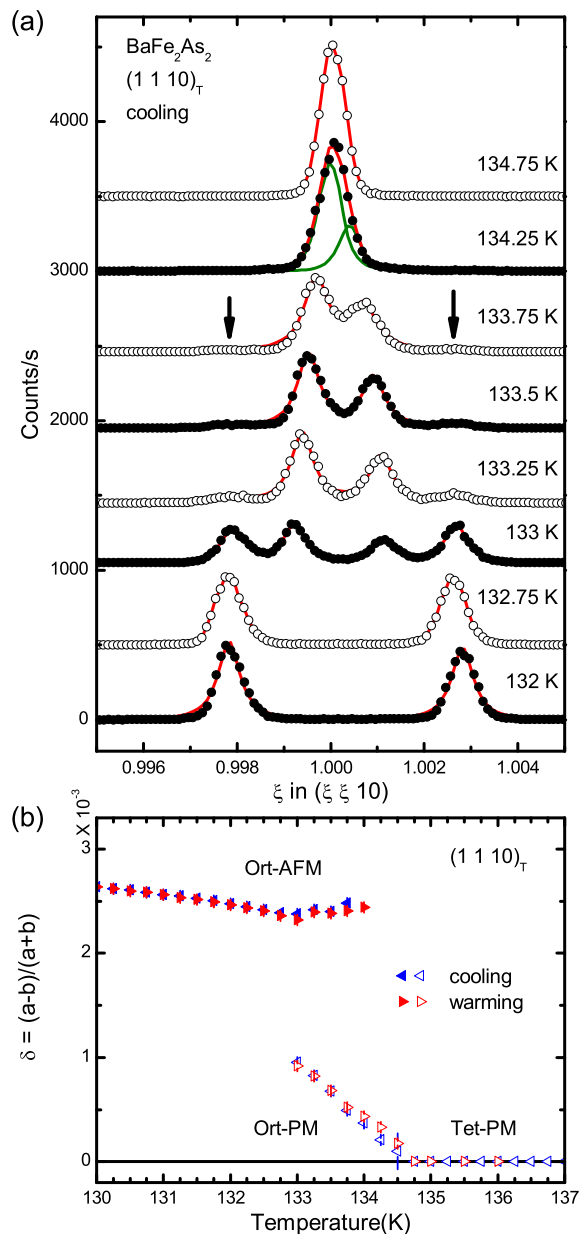 (a)
BaFe₂As₂
(1 1 10)T
cooling
134.75 K
134.25 K
133.75 K
133.5 K
133.25 K
133 K
132.75 K
132 K
4000
3000
2000
1000
0
Counts/s
0.996 0.998 1.000 1.002 1.004
ξ in (ξ ξ 10)
(b)
X 10⁻³
Ort-AFM
(1 1 10)T
cooling
warming
Ort-PM
Tet-PM
3
2
1
0
δ = (a-b)/(a+b)
130 131 132 133 134 135 136 137
Temperature(K)